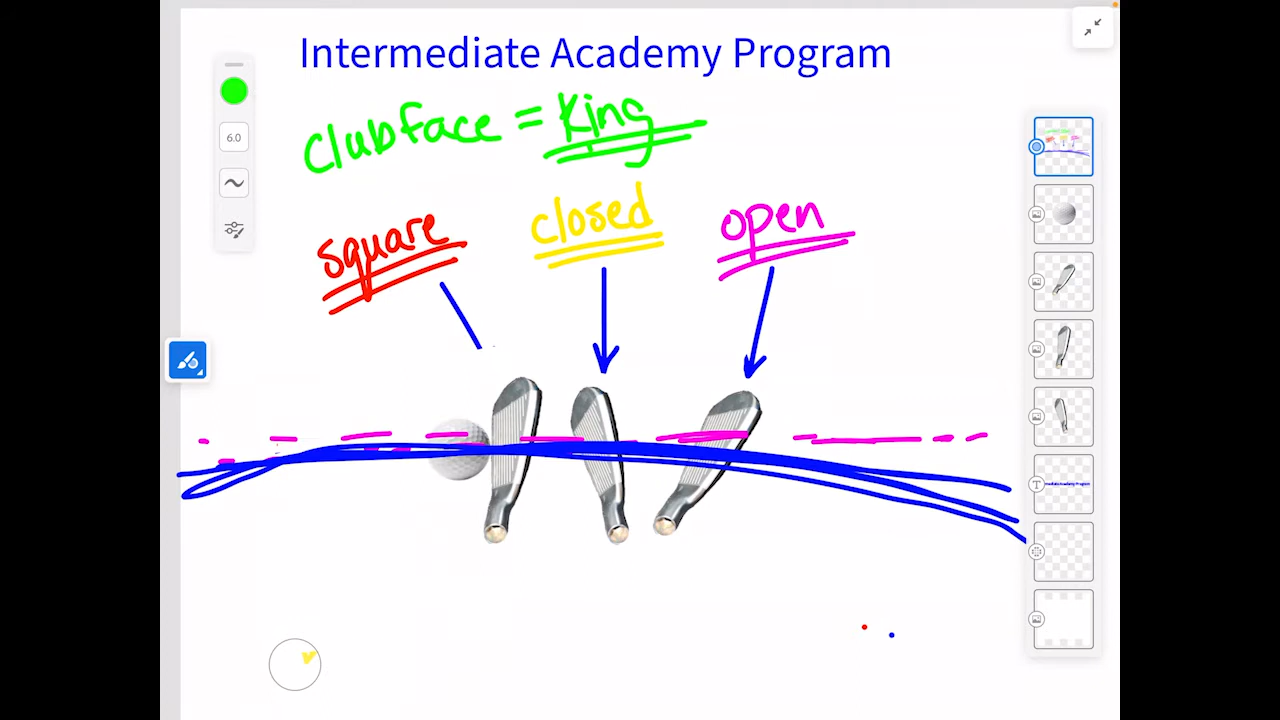 Intermediate Academy Program
clubface = King
square
closed
open
6.0